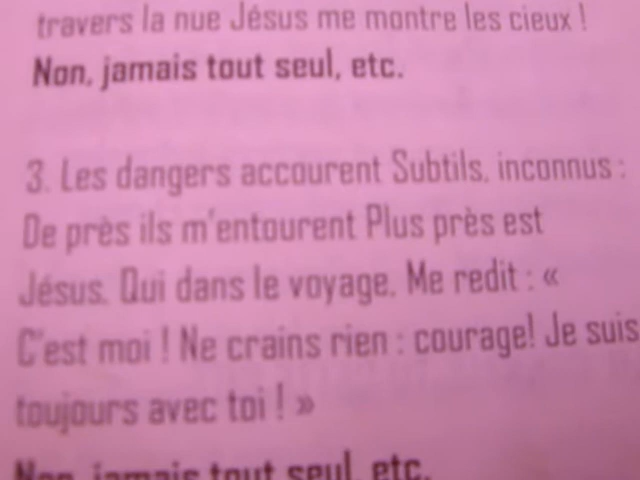 travers la nue Jésus me montre les cieux !
Non, jamais tout seul, etc.
3. Les dangers accourent Subtils, inconnus :
De près ils m'entourent Plus près est
Jésus. Qui dans le voyage. Me redit : «
C'est moi ! Ne crains rien : courage! Je suis
toujours avec toi ! »
Non, jamais tout seul, etc.